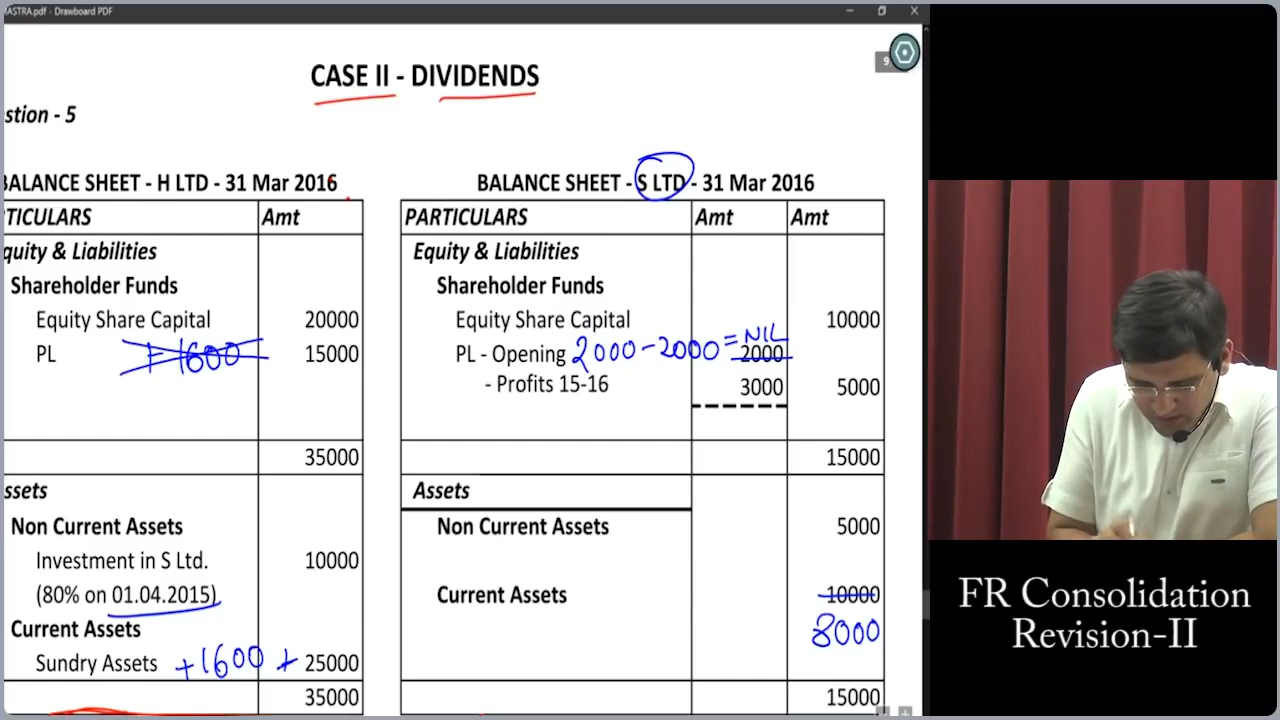 ASTRA.pdf - Drawboard PDF
9
CASE II - DIVIDENDS
stion - 5
BALANCE SHEET - H LTD - 31 Mar 2016
TICULARS Amt
quity & Liabilities
Shareholder Funds
Equity Share Capital 20000
PL + 1600 15000
35000
ssets
Non Current Assets
Investment in S Ltd. 10000
(80% on 01.04.2015)
Current Assets
Sundry Assets +1600 + 25000
35000
BALANCE SHEET - S LTD - 31 Mar 2016
PARTICULARS Amt Amt
Equity & Liabilities
Shareholder Funds
Equity Share Capital 10000
PL - Opening 2000 - 2000 = NIL 2000
- Profits 15-16 3000 5000
15000
Assets
Non Current Assets 5000
Current Assets 10000
8000
15000
FR Consolidation
Revision-II